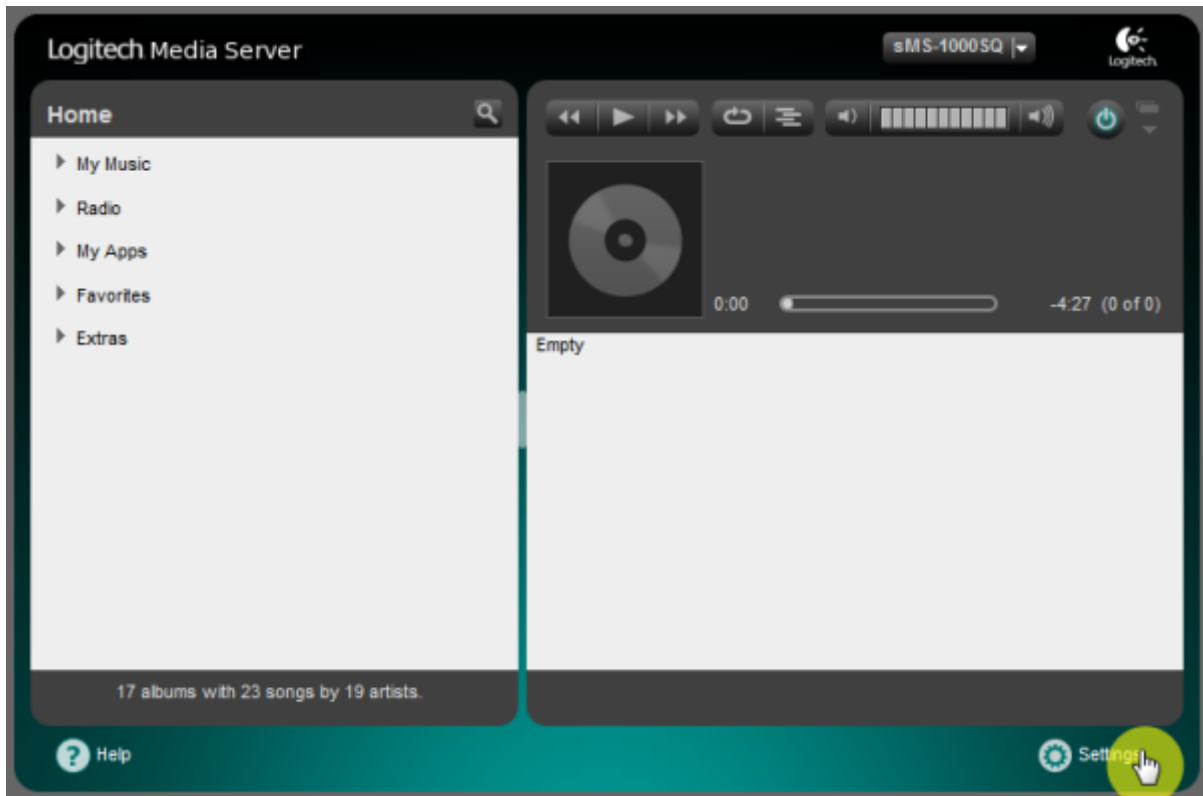 Logitech Media Server
sMS-1000SQ
Logitech
Home
My Music
Radio
My Apps
Favorites
Extras
0:00
-4:27 (0 of 0)
Empty
17 albums with 23 songs by 19 artists.
? Help
Settings